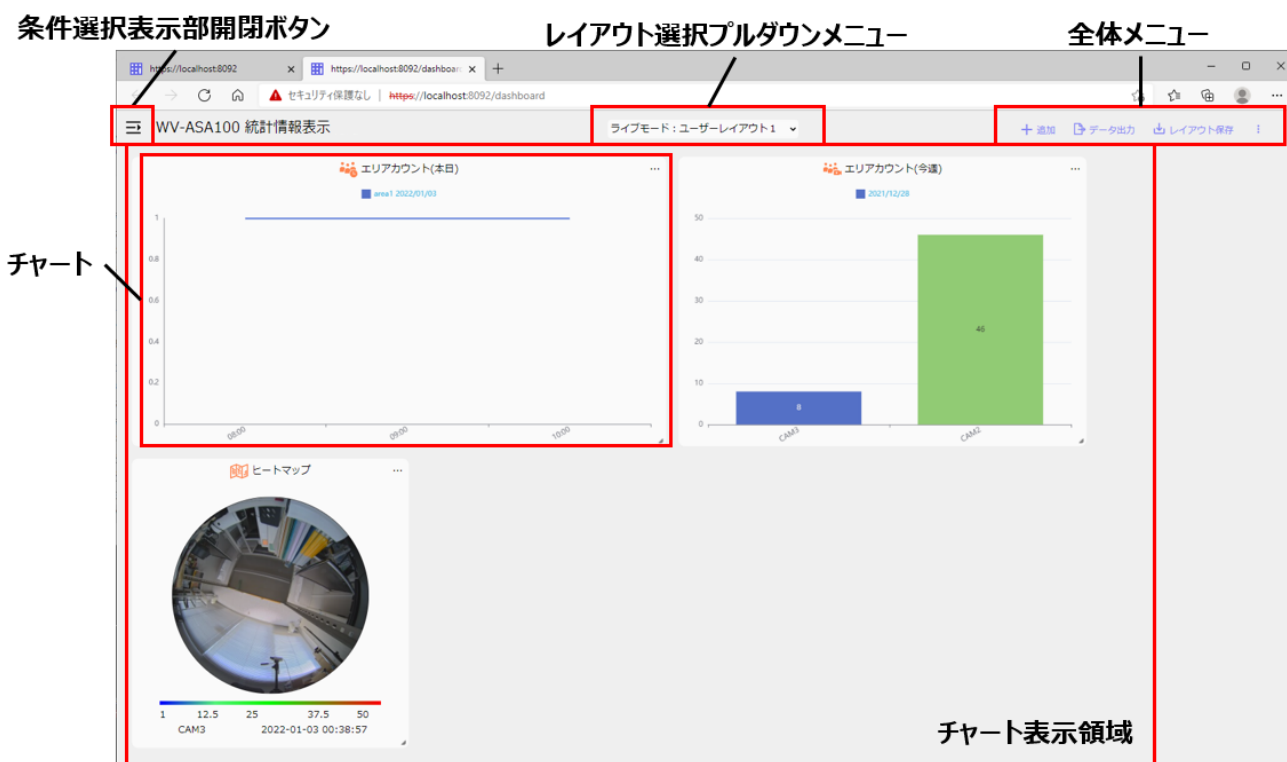 条件選択表示部開閉ボタン
レイアウト選択プルダウンメニュー
全体メニュー
https://localhost:8092
https://localhost:8092/dashboar
セキュリティ保護なし | https://localhost:8092/dashboard
WV-ASA100 統計情報表示
ライブモード : ユーザーレイアウト1
追加
データ出力
レイアウト保存
エリアカウント(本日)
area1 2022/01/03
1
0.8
0.6
0.4
0.2
0
08:00
09:00
10:00
チャート
エリアカウント(今週)
2021/12/28
50
40
30
20
10
0
8
46
CAM3
CAM2
ヒートマップ
1 12.5 25 37.5 50
CAM3 2022-01-03 00:38:57
チャート表示領域